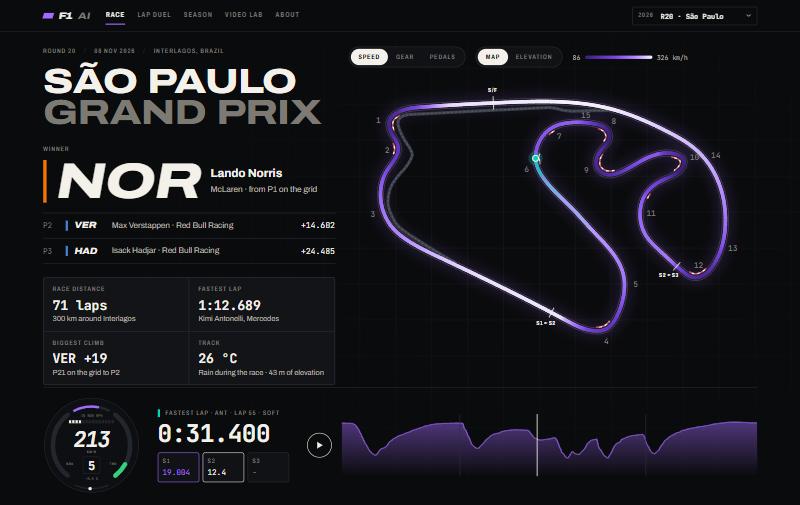 F1 AI
RACE
LAP DUEL
SEASON
VIDEO LAB
ABOUT
2026 R20 · São Paulo
ROUND 20 / 08 NOV 2026 / INTERLAGOS, BRAZIL
SÃO PAULO
GRAND PRIX
WINNER
NOR
Lando Norris
McLaren · from P1 on the grid
P2 VER Max Verstappen · Red Bull Racing +14.682
P3 HAD Isack Hadjar · Red Bull Racing +24.485
RACE DISTANCE
71 laps
300 km around Interlagos
FASTEST LAP
1:12.689
Kimi Antonelli, Mercedes
BIGGEST CLIMB
VER +19
P21 on the grid to P2
TRACK
26 °C
Rain during the race · 43 m of elevation
SPEED
GEAR
PEDALS
MAP
ELEVATION
86
326 km/h
S/F
1
2
3
4
5
6
7
8
9
10
11
12
13
14
15
S1 = S2
S2 = S3
213
5
FASTEST LAP · ANT · LAP 55 · SOFT
0:31.400
S1
19.004
S2
12.4
S3
-